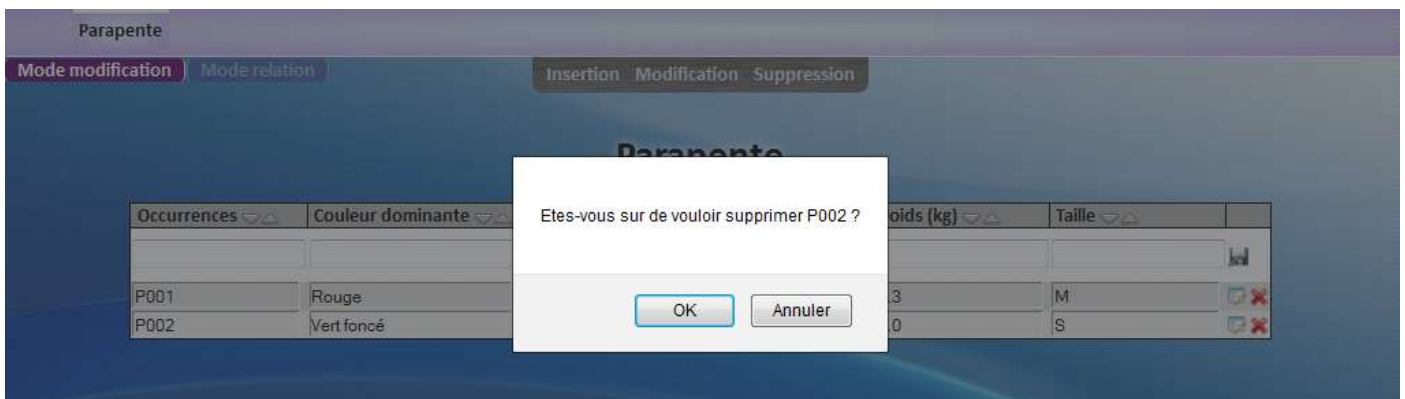 Parapente
Mode modification Mode relation
Insertion Modification Suppression
Parapente
Occurrences Couleur dominante oids (kg) Taille
Etes-vous sur de vouloir supprimer P002 ?
P001 Rouge .3 M
P002 Vert foncé .0 S
OK Annuler